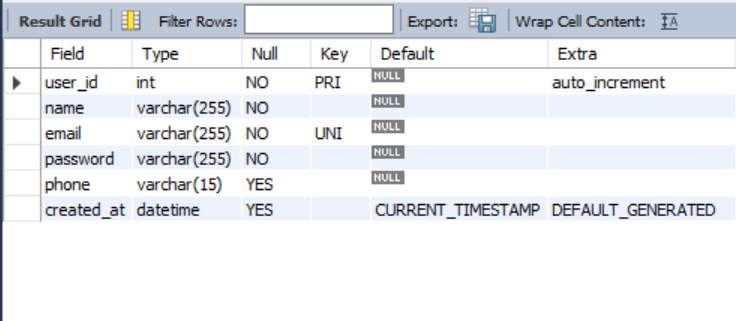 Result Grid Filter Rows: Export: Wrap Cell Content: IA
Field Type Null Key Default Extra
user_id int NO PRI NULL auto_increment
name varchar(255) NO NULL
email varchar(255) NO UNI NULL
password varchar(255) NO NULL
phone varchar(15) YES NULL
created_at datetime YES CURRENT_TIMESTAMP DEFAULT_GENERATED